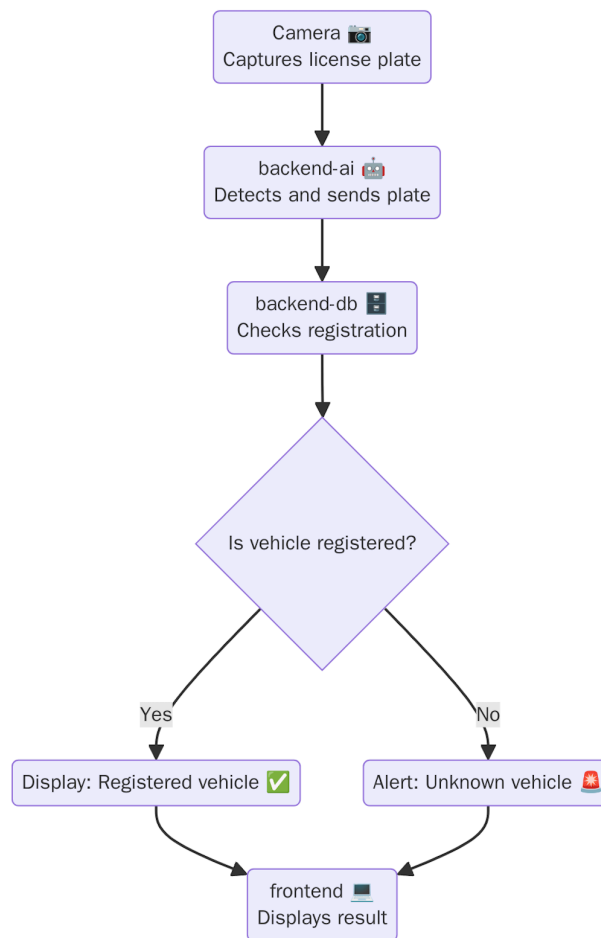 Camera 📷
Captures license plate
backend-ai 🤖
Detects and sends plate
backend-db 🗄️
Checks registration
Is vehicle registered?
Yes
No
Display: Registered vehicle ✅
Alert: Unknown vehicle 🚨
frontend 💻
Displays result